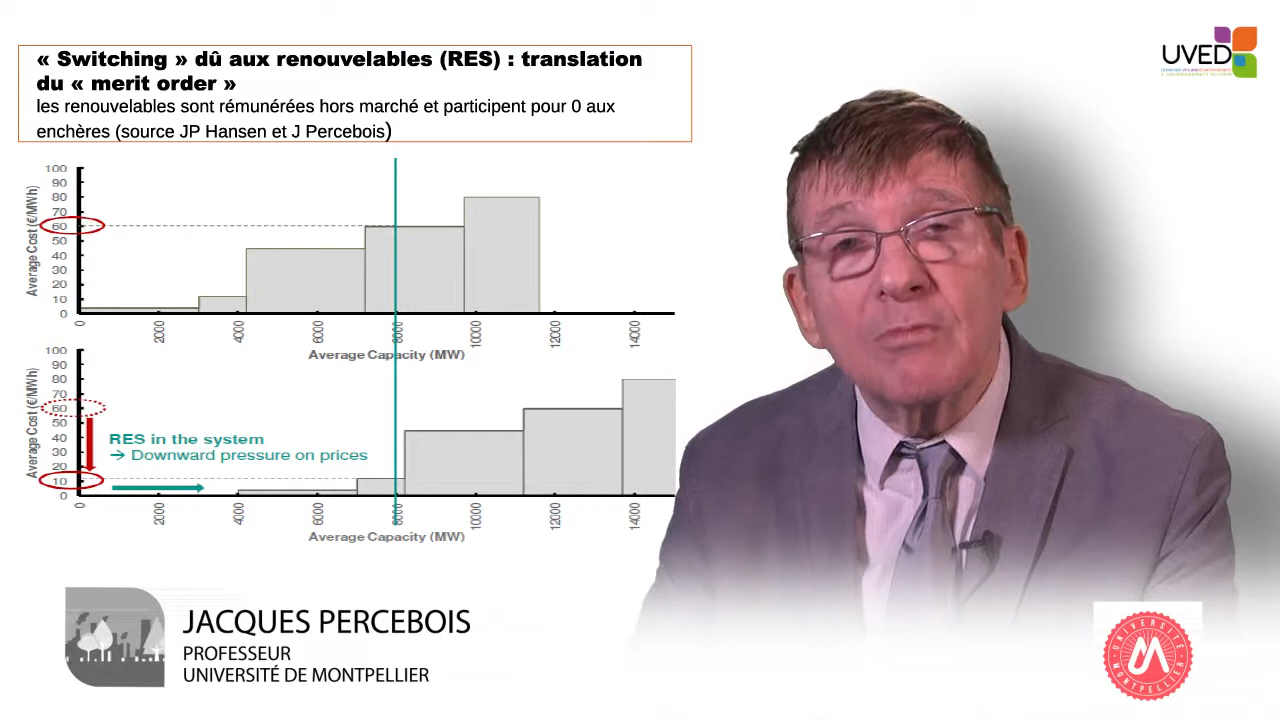 « Switching » dû aux renouvelables (RES) : translation
du « merit order »
les renouvelables sont rémunérées hors marché et participent pour 0 aux
enchères (source JP Hansen et J Percebois)
UVED
100
90
80
70
60
50
40
30
20
10
0
Average Cost (€/MWh)
0 2000 4000 6000 8000 10000 12000 14000
Average Capacity (MW)
100
90
80
70
60
50
40
30
20
10
0
Average Cost (€/MWh)
RES in the system
→ Downward pressure on prices
0 2000 4000 6000 8000 10000 12000 14000
Average Capacity (MW)
JACQUES PERCEBOIS
PROFESSEUR
UNIVERSITÉ DE MONTPELLIER
UNIVERSITÉ
MONTPELLIER